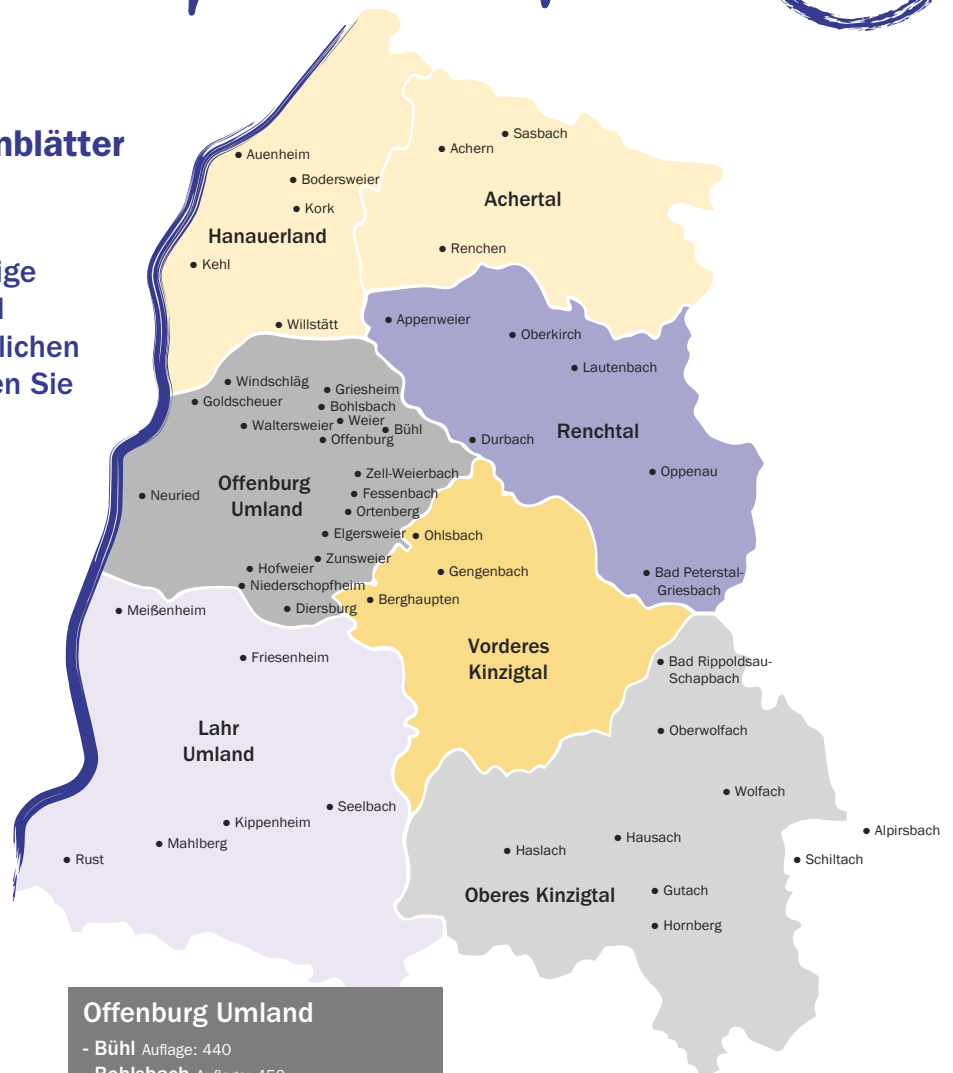 nblätter
ige
lichen
en Sie
Sasbach
Achern
Auenheim
Bodersweier
Achertal
Kork
Hanauerland
Renchen
Kehl
Appenweier
Willstätt
Oberkirch
Lautenbach
Windschläg
Griesheim
Goldscheuer
Bohlsbach
Weier
Waltersweier
Bühl
Offenburg
Durbach
Renchtal
Zell-Weierbach
Oppenau
Offenburg
Umland
Fessenbach
Neuried
Ortenberg
Elgersweier
Ohlsbach
Zunsweier
Hofweier
Gengenbach
Bad Peterstal-
Griesbach
Niederschopfheim
Berghaupten
Diersburg
Meißenheim
Vorderes
Kinzigtal
Friesenheim
Bad Rippoldsau-
Schapbach
Lahr
Umland
Oberwolfach
Wolfach
Seelbach
Kippenheim
Alpirsbach
Hausach
Mahlberg
Haslach
Rust
Schiltach
Oberes Kinzigtal
Gutach
Hornberg
Offenburg Umland
- Bühl Auflage: 440
- Bohlsbach Auflage: 450